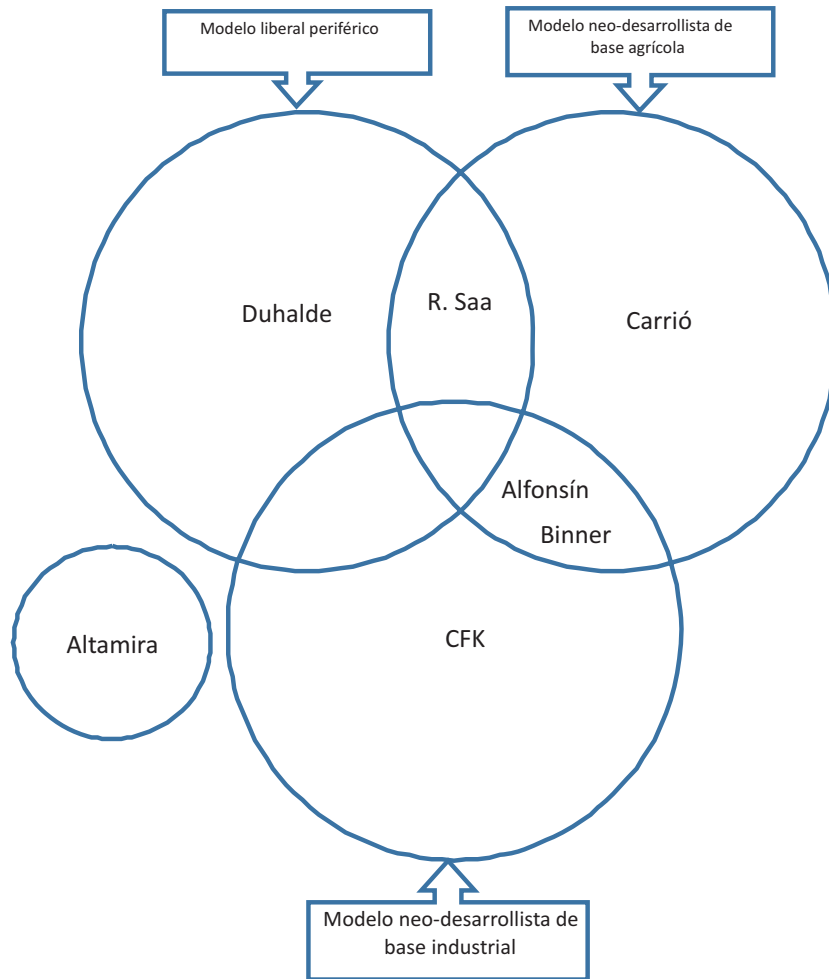 Modelo liberal periférico
Modelo neo-desarrollista de
base agrícola
Duhalde
R. Saa
Carrió
Alfonsín
Binner
Altamira
CFK
Modelo neo-desarrollista de
base industrial